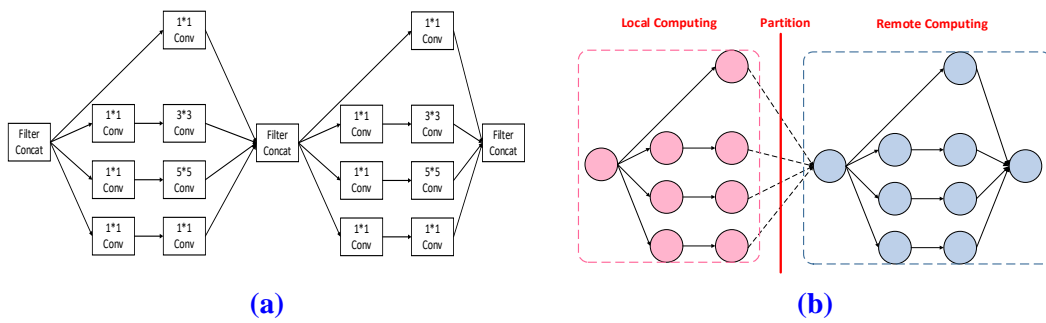 1*1
Conv
1*1
Conv
1*1
Conv
3*3
Conv
1*1
Conv
3*3
Conv
Filter
Concat
Filter
Concat
Filter
Concat
1*1
Conv
5*5
Conv
1*1
Conv
5*5
Conv
1*1
Conv
1*1
Conv
1*1
Conv
1*1
Conv
(a)
Local Computing
Partition
Remote Computing
(b)